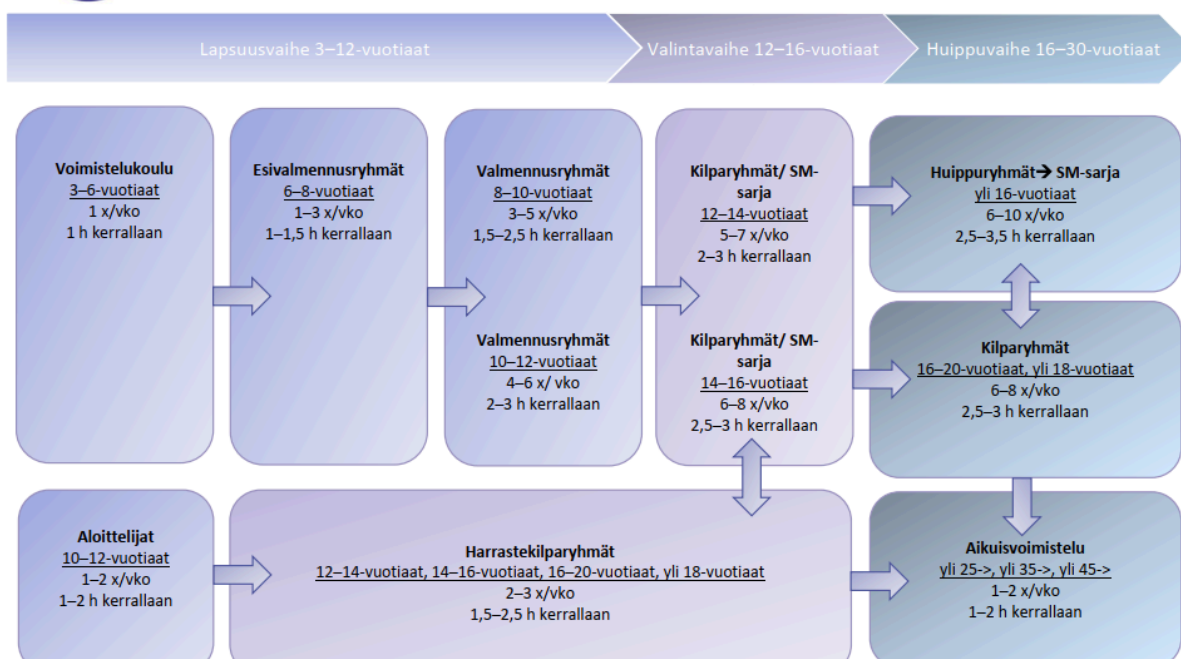 Lapsuusvaihe 3–12-vuotiaat
Valintavaihe 12–16-vuotiaat
Huippuvaihe 16–30-vuotiaat
Voimistelukoulu
3–6-vuotiaat
1 x/vko
1 h kerrallaan
Esivalmennusryhmät
6–8-vuotiaat
1–3 x/vko
1–1,5 h kerrallaan
Valmennusryhmät
8–10-vuotiaat
3–5 x/vko
1,5–2,5 h kerrallaan
Valmennusryhmät
10–12-vuotiaat
4–6 x/ vko
2–3 h kerrallaan
Kilparyhmät/ SM-
sarja
12–14-vuotiaat
5–7 x/vko
2–3 h kerrallaan
Kilparyhmät/ SM-
sarja
14–16-vuotiaat
6–8 x/vko
2,5–3 h kerrallaan
Huippuryhmät➔ SM-sarja
yli 16-vuotiaat
6–10 x/vko
2,5–3,5 h kerrallaan
Kilparyhmät
16–20-vuotiaat, yli 18-vuotiaat
6–8 x/vko
2,5–3 h kerrallaan
Aloittelijat
10–12-vuotiaat
1–2 x/vko
1–2 h kerrallaan
Harrastekilparyhmät
12–14-vuotiaat, 14–16-vuotiaat, 16–20-vuotiaat, yli 18-vuotiaat
2–3 x/vko
1,5–2,5 h kerrallaan
Aikuisvoimistelu
yli 25->, yli 35->, yli 45->
1–2 x/vko
1–2 h kerrallaan